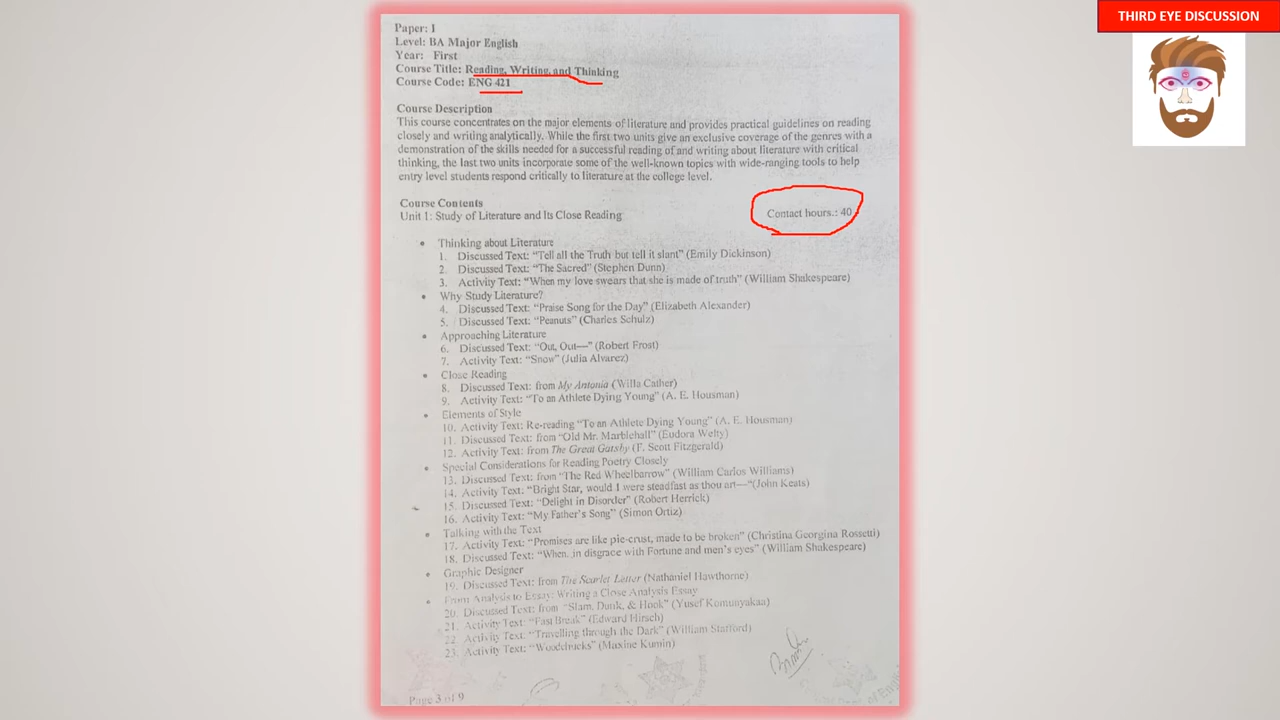 THIRD EYE DISCUSSION
Paper: I
Level: BA Major English
Year: First
Course Title: Reading, Writing, and Thinking
Course Code: ENG 421
Course Description
This course concentrates on the major elements of literature and provides practical guidelines on reading
closely and writing analytically. While the first two units give an exclusive coverage of the genres with a
demonstration of the skills needed for a successful reading of and writing about literature with critical
thinking, the last two units incorporate some of the well-known topics with wide-ranging tools to help
entry level students respond critically to literature at the college level.
Course Contents
Unit 1: Study of Literature and Its Close Reading Contact hours.: 40
• Thinking about Literature
1. Discussed Text: “Tell all the Truth but tell it slant” (Emily Dickinson)
2. Discussed Text: “The Sacred” (Stephen Dunn)
3. Activity Text: “When my love swears that she is made of truth” (William Shakespeare)
• Why Study Literature?
4. Discussed Text: “Praise Song for the Day” (Elizabeth Alexander)
5. Discussed Text: “Peanuts” (Charles Schulz)
• Approaching Literature
6. Discussed Text: “Out, Out—” (Robert Frost)
7. Activity Text: “Snow” (Julia Alvarez)
• Close Reading
8. Discussed Text: from My Antonia (Willa Cather)
9. Activity Text: “To an Athlete Dying Young” (A. E. Housman)
• Elements of Style
10. Activity Text: Re-reading “To an Athlete Dying Young” (A. E. Housman)
11. Discussed Text: from “Old Mr. Marblehall” (Eudora Welty)
12. Activity Text: from The Great Gatsby (F. Scott Fitzgerald)
• Special Considerations for Reading Poetry Closely
13. Discussed Text: from “The Red Wheelbarrow” (William Carlos Williams)
14. Activity Text: “Bright Star, would I were steadfast as thou art—“(John Keats)
15. Discussed Text: “Delight in Disorder” (Robert Herrick)
16. Activity Text: “My Father’s Song” (Simon Ortiz)
• Talking with the Text
17. Activity Text: “Promises are like pie-crust, made to be broken” (Christina Georgina Rossetti)
18. Discussed Text: “When, in disgrace with Fortune and men’s eyes” (William Shakespeare)
• Graphic Designer
19. Discussed Text: from The Scarlet Letter (Nathaniel Hawthorne)
• From Analysis to Essay: Writing a Close Analysis Essay
20. Discussed Text: from “Slam, Dunk, & Hook” (Yusef Komunyakaa)
21. Activity Text: “Fast Break” (Edward Hirsch)
22 Activity Text: “Travelling through the Dark” (William Stafford)
23. Activity Text: “Woodchucks” (Maxine Kumin)
Page 3 of 9